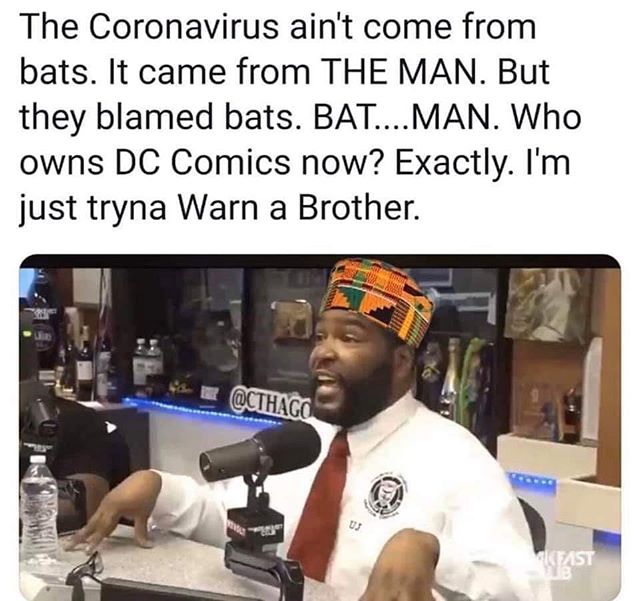 The Coronavirus ain't come from
bats. It came from THE MAN. But
they blamed bats. BAT....MAN. Who
owns DC Comics now? Exactly. I'm
just tryna Warn a Brother.
@CTHAGO
UJ
KFAST
UB